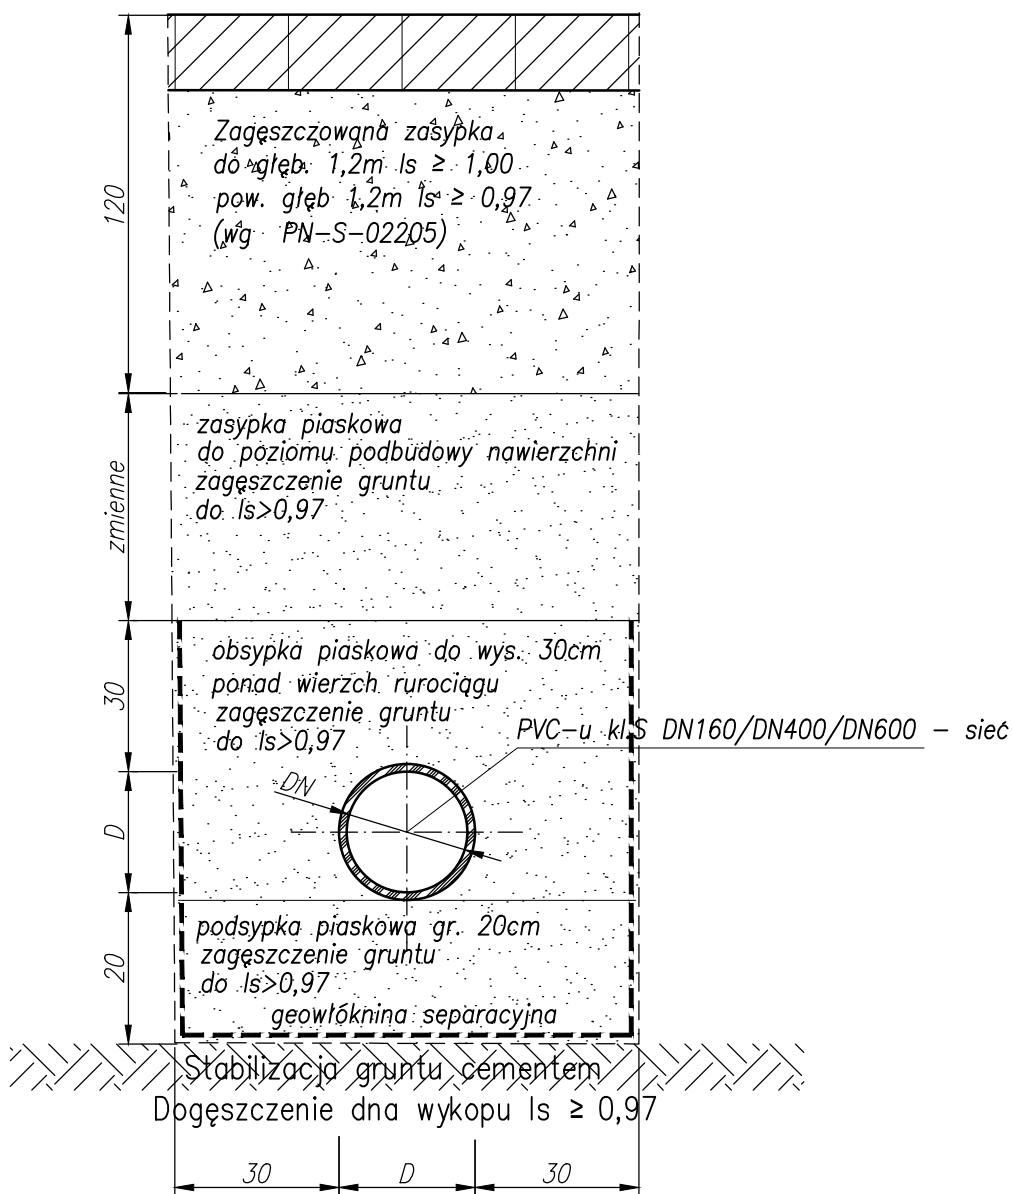 Zagęszczowana zasypka
do głęb. 1,2m Is ≥ 1,00
pow. głęb 1,2m Is ≥ 0,97
(wg PN-S-02205)
120
zasypka piaskowa
do poziomu podbudowy nawierzchni
zagęszczenie gruntu
do Is>0,97
zmienne
obsypka piaskowa do wys. 30cm
ponad wierzch rurociągu
zagęszczenie gruntu
do Is>0,97
30
PVC-u kl.S DN160/DN400/DN600 - sieć
DN
D
podsypka piaskowa gr. 20cm
zagęszczenie gruntu
do Is>0,97
geowłóknina separacyjna
20
Stabilizacja gruntu cementem
Dogęszczenie dna wykopu Is ≥ 0,97
30 D 30